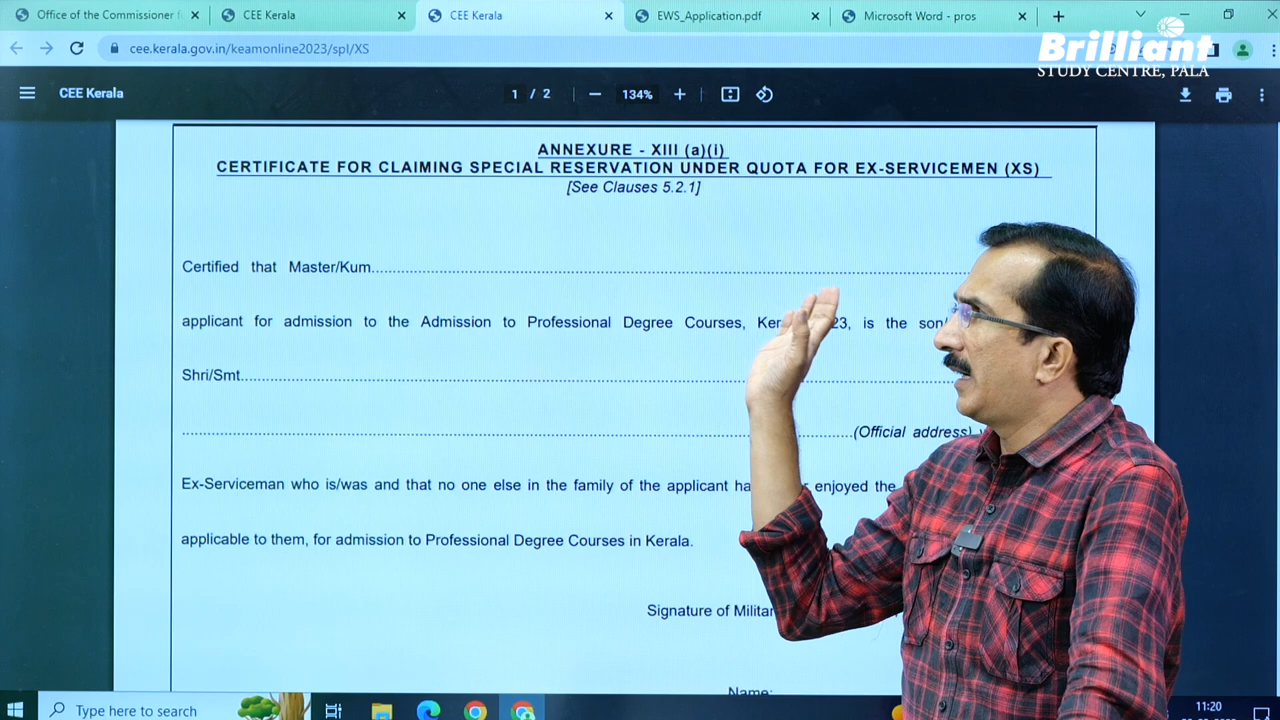 Office of the Commissioner f
CEE Kerala
CEE Kerala
EWS_Application.pdf
Microsoft Word - pros
cee.kerala.gov.in/keamonline2023/spl/XS
Brilliant
STUDY CENTRE, PALA
CEE Kerala
1 / 2
134%
ANNEXURE - XIII (a)(i)
CERTIFICATE FOR CLAIMING SPECIAL RESERVATION UNDER QUOTA FOR EX-SERVICEMEN (XS)
[See Clauses 5.2.1]
Certified that Master/Kum.
applicant for admission to the Admission to Professional Degree Courses, 23, is the son
Shri/Smt.
(Official address)
Ex-Serviceman who is/was and that no one else in the family of the applicant enjoyed the
applicable to them, for admission to Professional Degree Courses in Kerala.
Signature of Militar
Name:
Type here to search
11:20